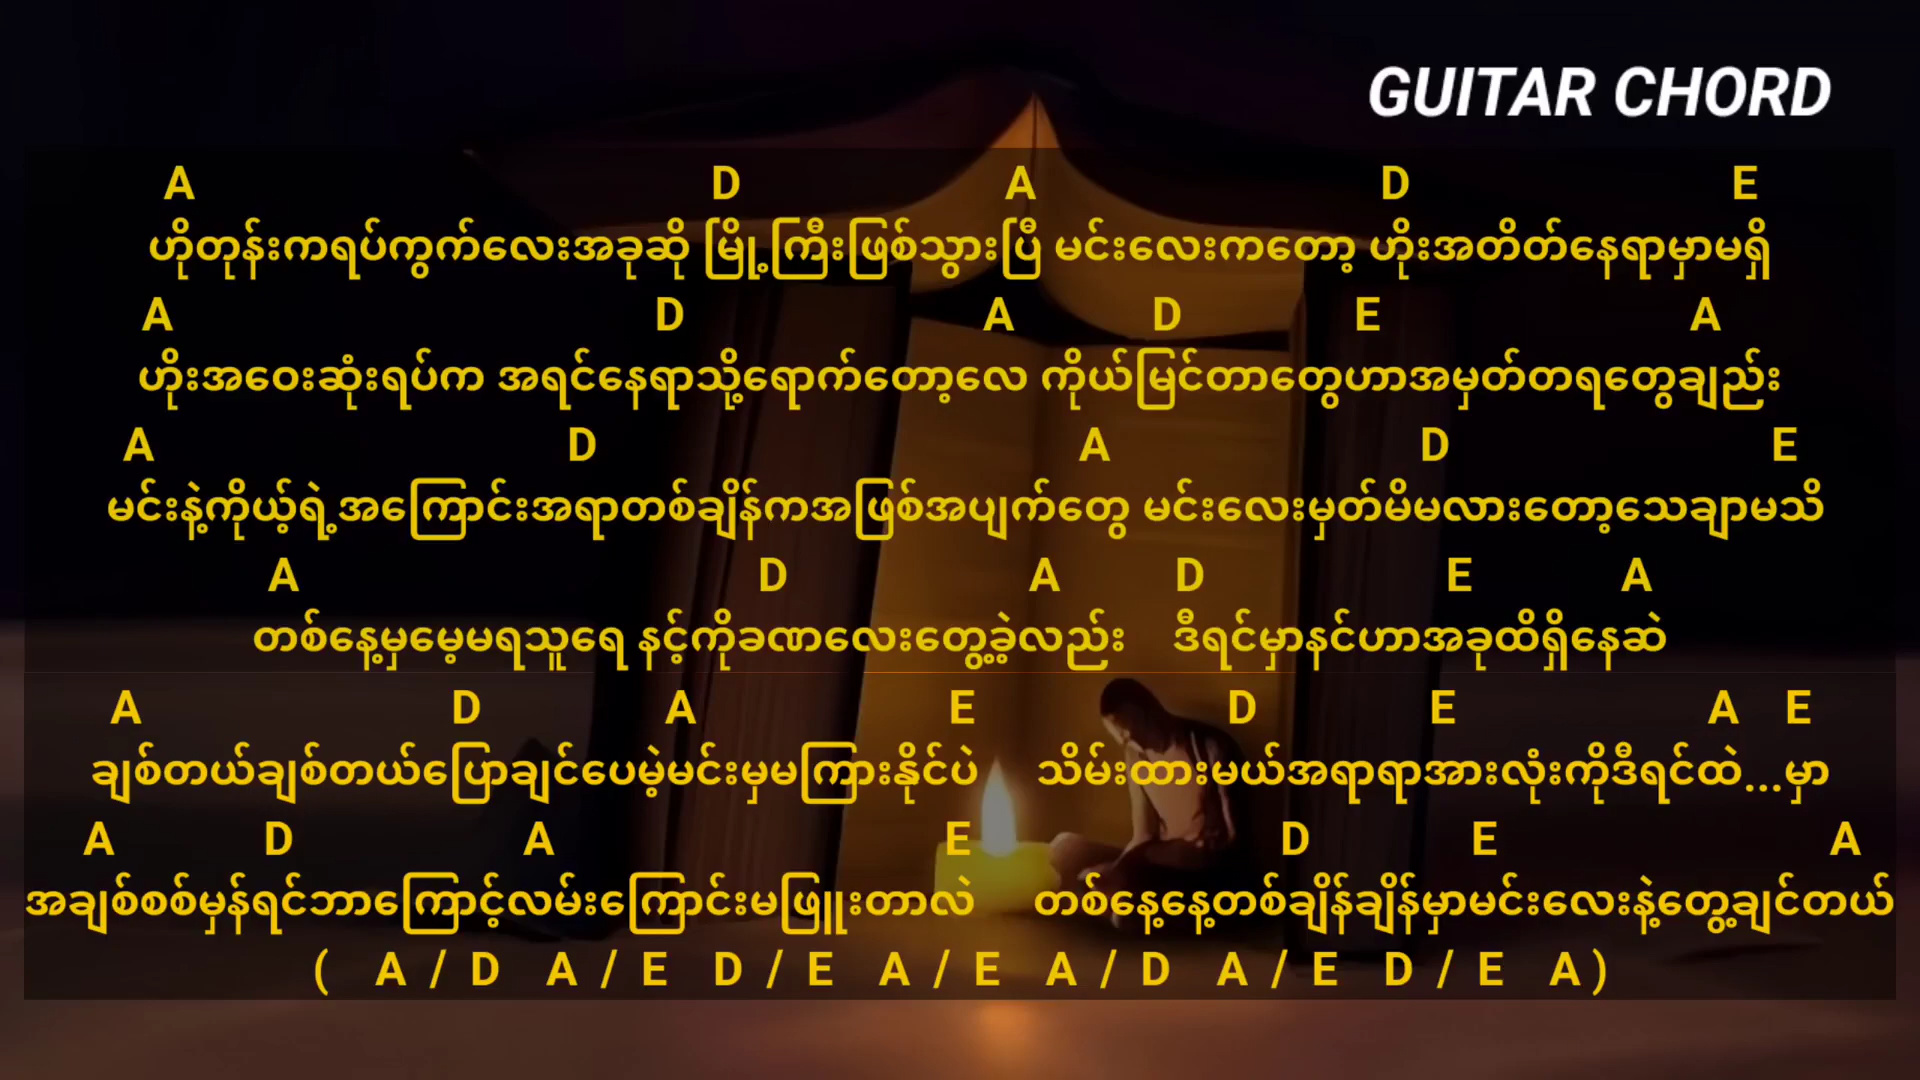 GUITAR CHORD
A D A D E
ဟိုတုန်းကရပ်ကွက်လေးအခုဆို မြို့ကြီးဖြစ်သွားပြီ မင်းလေးကတော့ ဟိုးအတိတ်နေရာမှာမရှိ
A D A D E A
ဟိုးအဝေးဆုံးရပ်က အရင်နေရာသို့ရောက်တော့လေ ကိုယ်မြင်တာတွေဟာအမှတ်တရတွေချည်း
A D A D E
မင်းနဲ့ကိုယ့်ရဲ့အကြောင်းအရာတစ်ချိန်ကအဖြစ်အပျက်တွေ မင်းလေးမှတ်မိမလားတော့သေချာမသိ
A D A D E A
တစ်နေ့မှမေ့မရသူရေ နင့်ကိုခဏလေးတွေ့ခဲ့လည်း ဒီရင်မှာနင်ဟာအခုထိရှိနေဆဲ
A D A E D E A E
ချစ်တယ်ချစ်တယ်ပြောချင်ပေမဲ့မင်းမှမကြားနိုင်ပဲ သိမ်းထားမယ်အရာရာအားလုံးကိုဒီရင်ထဲ...မှာ
A D A E D E A
အချစ်စစ်မှန်ရင်ဘာကြောင့်လမ်းကြောင်းမဖြူးတာလဲ တစ်နေ့နေ့တစ်ချိန်ချိန်မှာမင်းလေးနဲ့တွေ့ချင်တယ်
( A / D A / E D / E A / E A / D A / E D / E A )